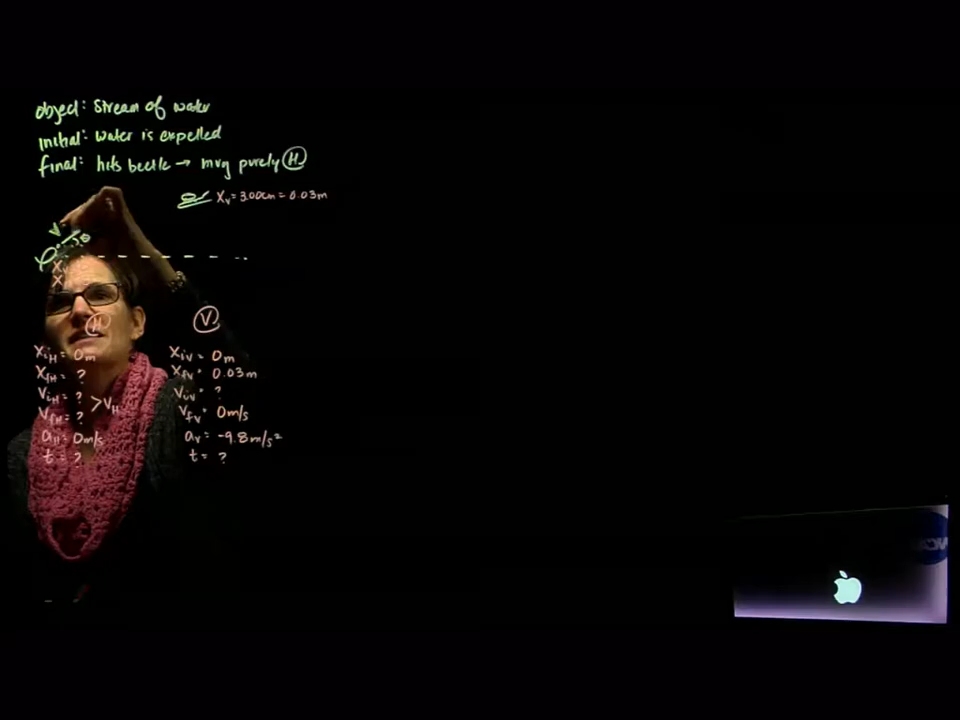 object: Stream of water
initial: water is expelled
final: hits beetle → mvg purely H
Xv = 3.00cm = 0.03m
V
50
H
V
XiH = 0m
XfH = ?
ViH = ?
VfH = ?
> VH
aH = 0m/s
t = ?
Xiv = 0m
Xfv = 0.03m
Viv = ?
Vfv = 0m/s
av = -9.8m/s²
t = ?